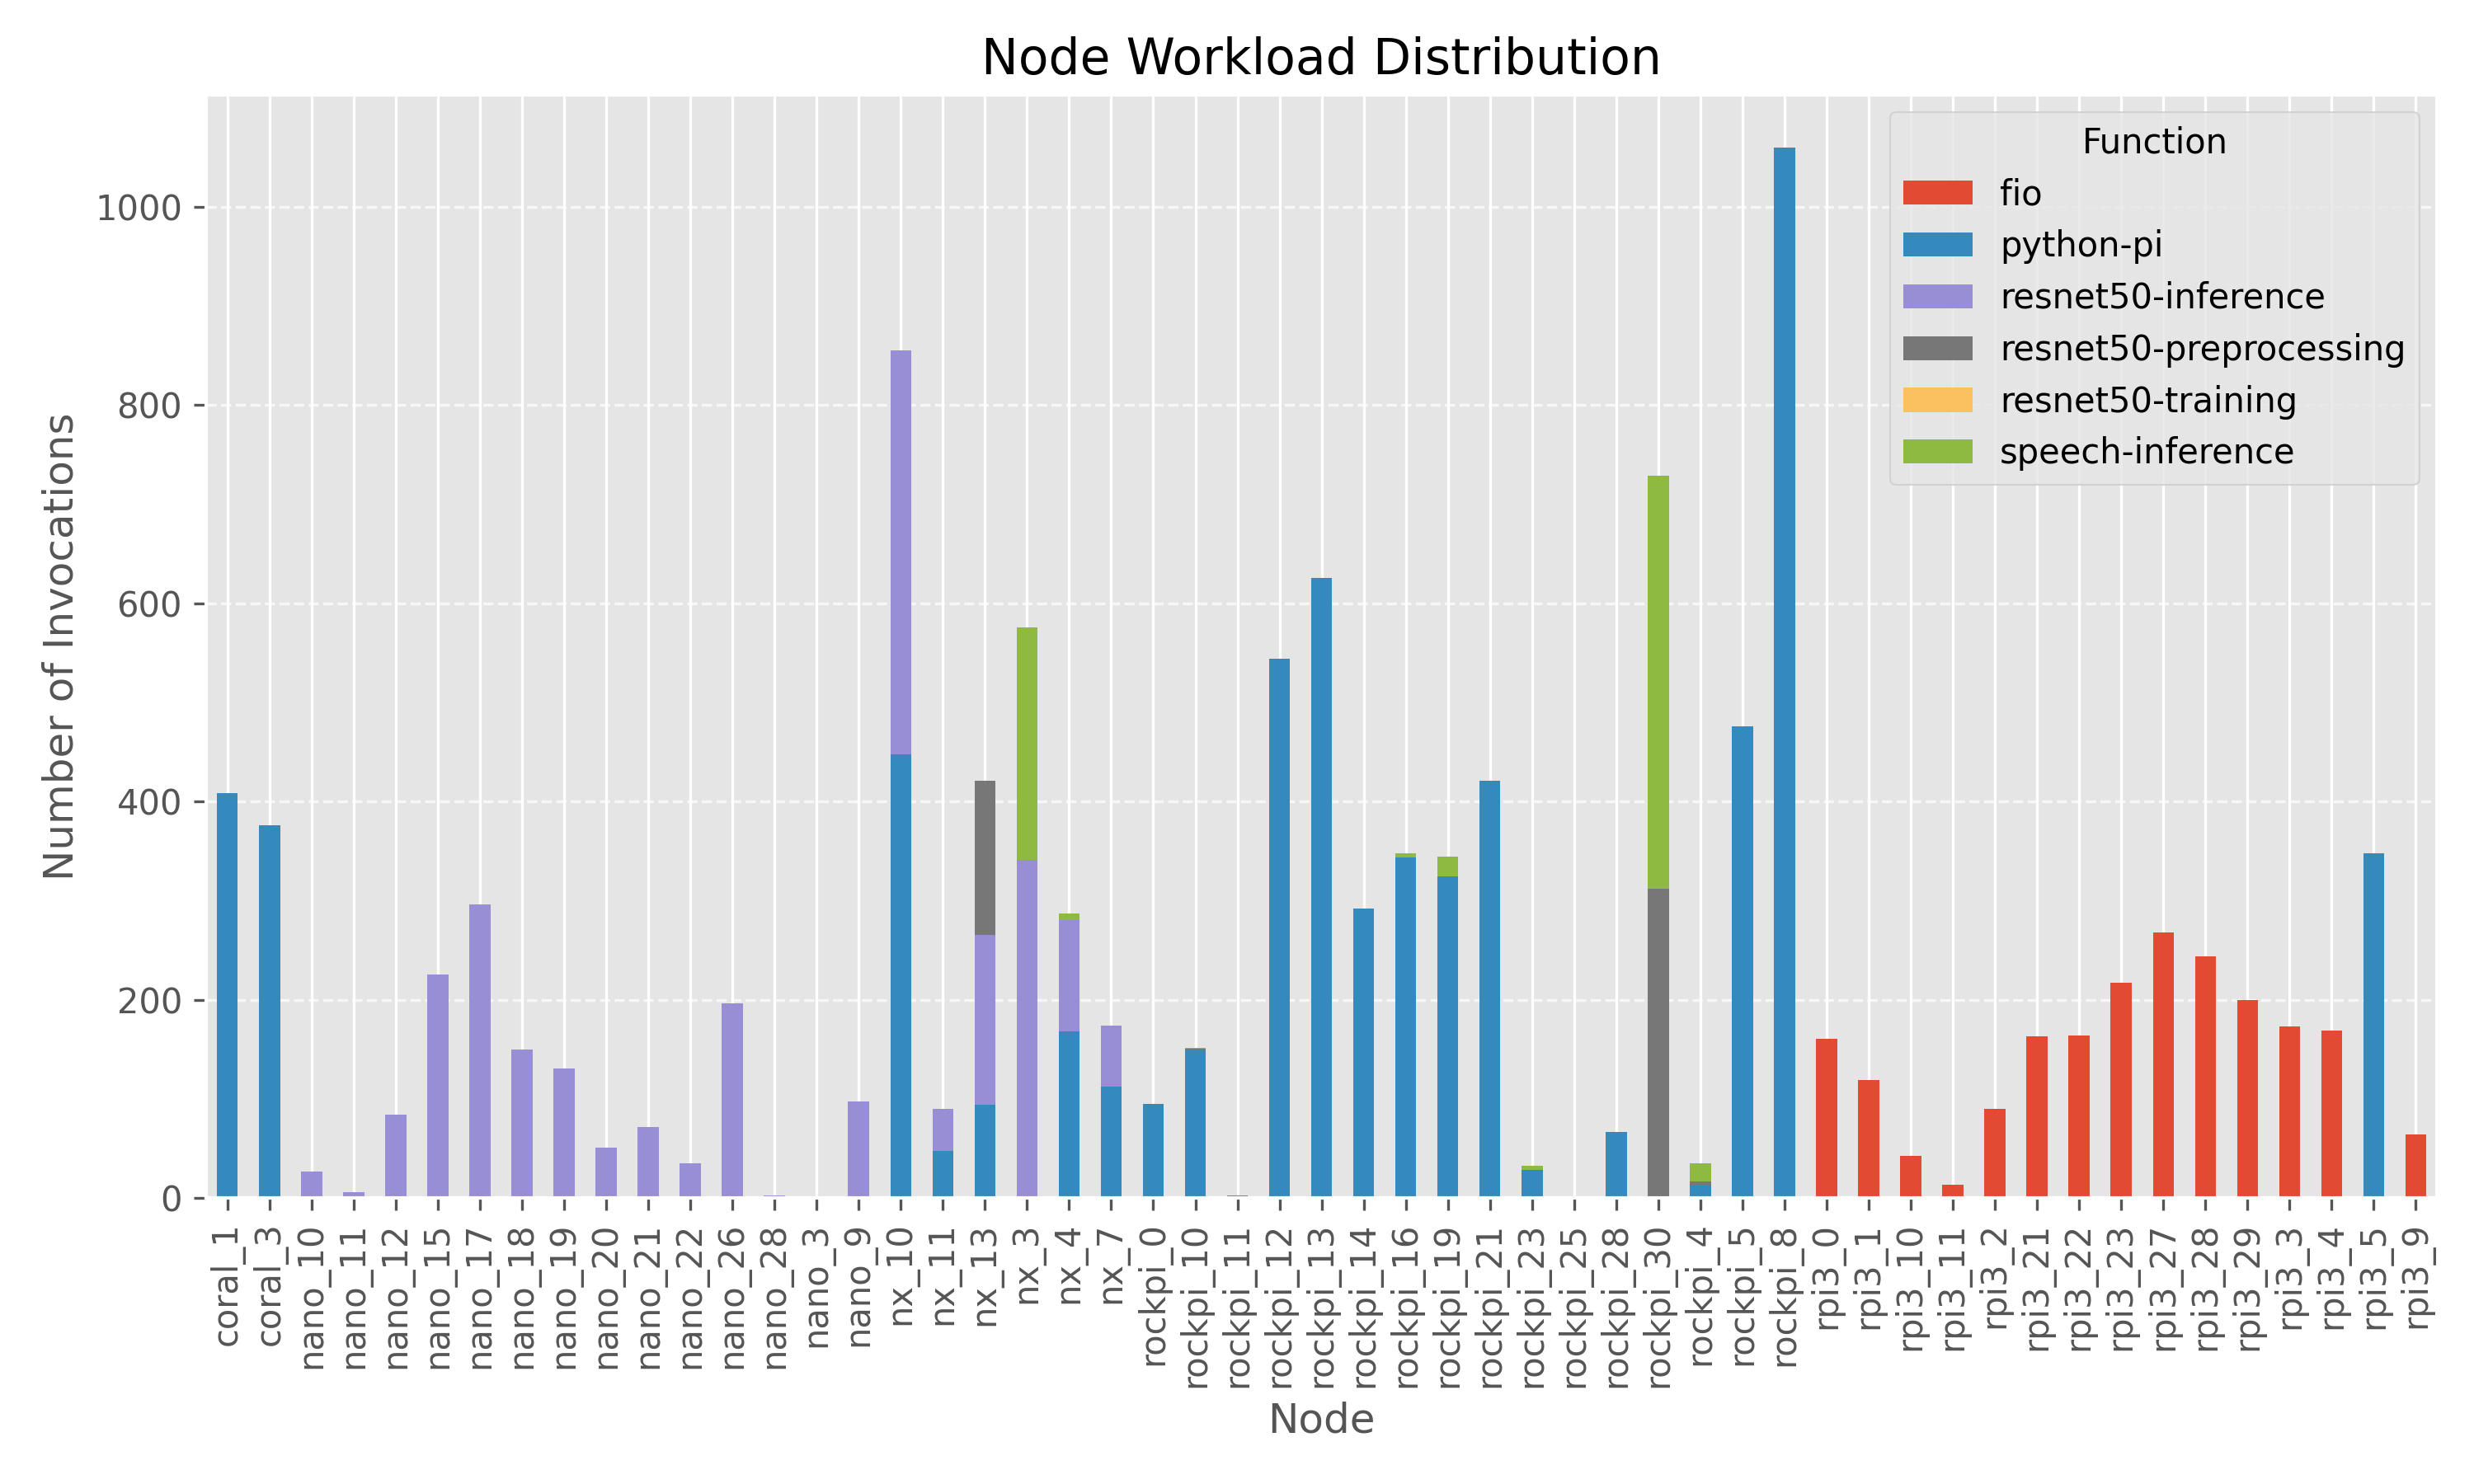 Node Workload Distribution
Number of Invocations
1000
800
600
400
200
0
Function
fio
python-pi
resnet50-inference
resnet50-preprocessing
resnet50-training
speech-inference
coral_1
coral_3
nano_10
nano_11
nano_12
nano_15
nano_17
nano_18
nano_19
nano_20
nano_21
nano_22
nano_26
nano_28
nano_3
nano_9
nx_10
nx_11
nx_13
nx_3
nx_4
nx_7
rockpi_0
rockpi_10
rockpi_11
rockpi_12
rockpi_13
rockpi_14
rockpi_16
rockpi_19
rockpi_21
rockpi_23
rockpi_25
rockpi_28
rockpi_30
rockpi_4
rockpi_5
rockpi_8
rpi3_0
rpi3_1
rpi3_10
rpi3_11
rpi3_2
rpi3_21
rpi3_22
rpi3_23
rpi3_27
rpi3_28
rpi3_29
rpi3_3
rpi3_4
rpi3_5
rpi3_9
Node